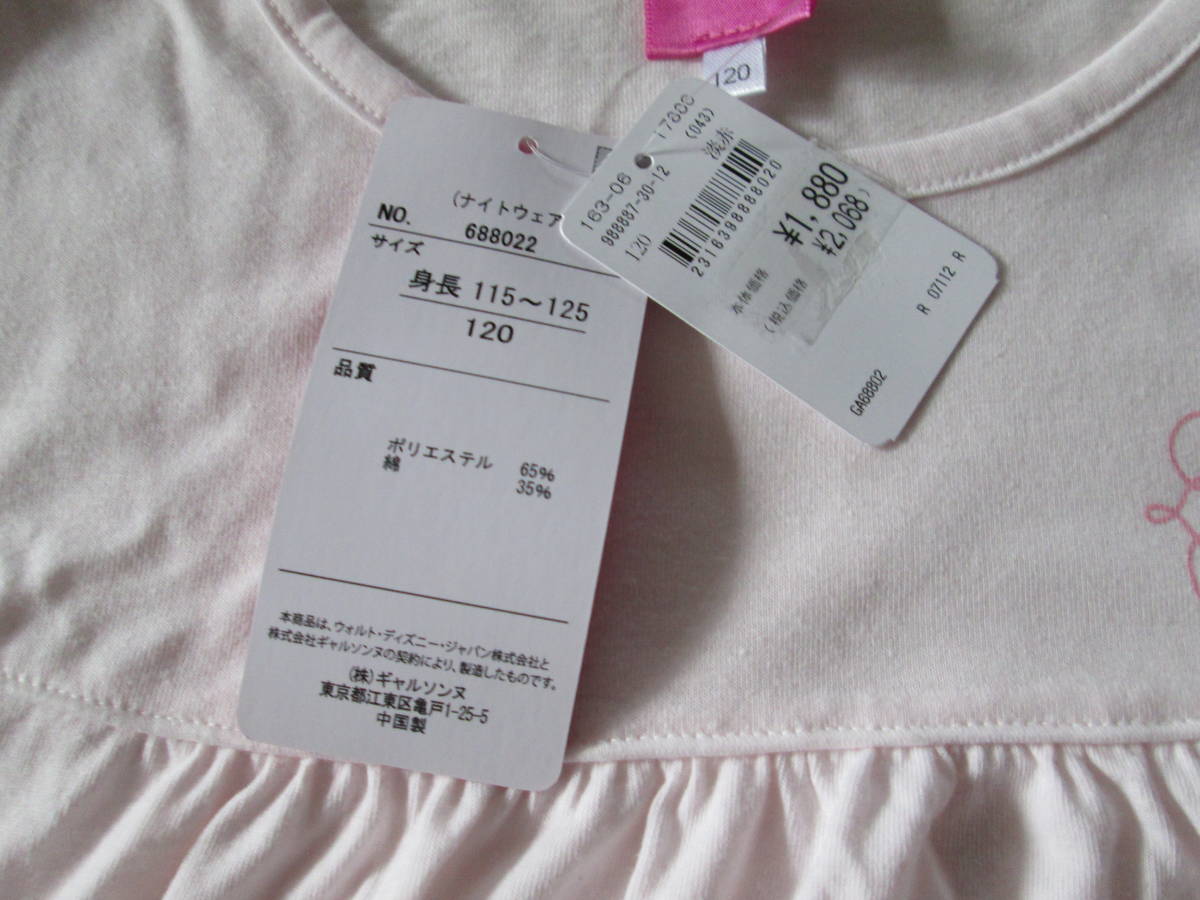 120
(ナイトウェア
NO. 688022
サイズ
身長 115～125
120
品質
ポリエステル 65%
綿 35%
本商品は、ウォルト・ディズニー・ジャパン株式会社と
株式会社ギャルソンヌの契約により、製造したものです。
(株)ギャルソンヌ
東京都江東区亀戸1-25-5
中国製
163-06
988887-30-12 (043)
120 淡赤
2316398888020
本体価格 ¥1,880
(税込価格 ¥2,068)
R 07112 R
GA68802